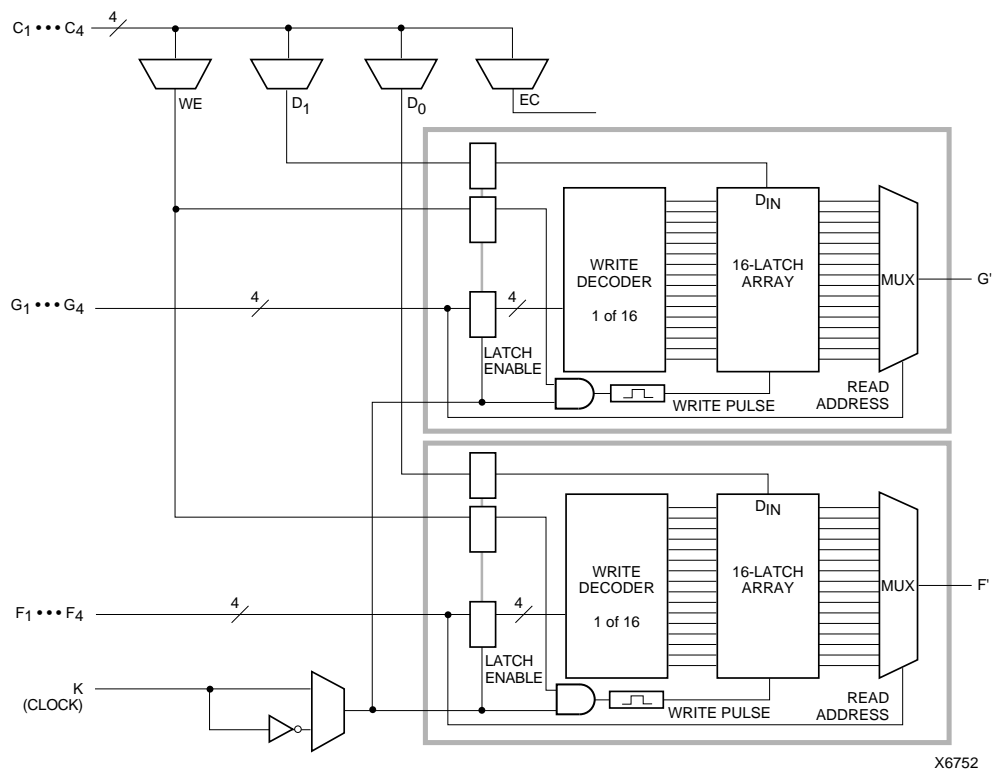 C1 ••• C4
4
WE
D1
D0
EC
DIN
WRITE
DECODER
1 of 16
16-LATCH
ARRAY
MUX
G'
G1 ••• G4
4
4
LATCH
ENABLE
WRITE PULSE
READ
ADDRESS
DIN
WRITE
DECODER
1 of 16
16-LATCH
ARRAY
MUX
F'
F1 ••• F4
4
4
LATCH
ENABLE
WRITE PULSE
READ
ADDRESS
K
(CLOCK)
X6752